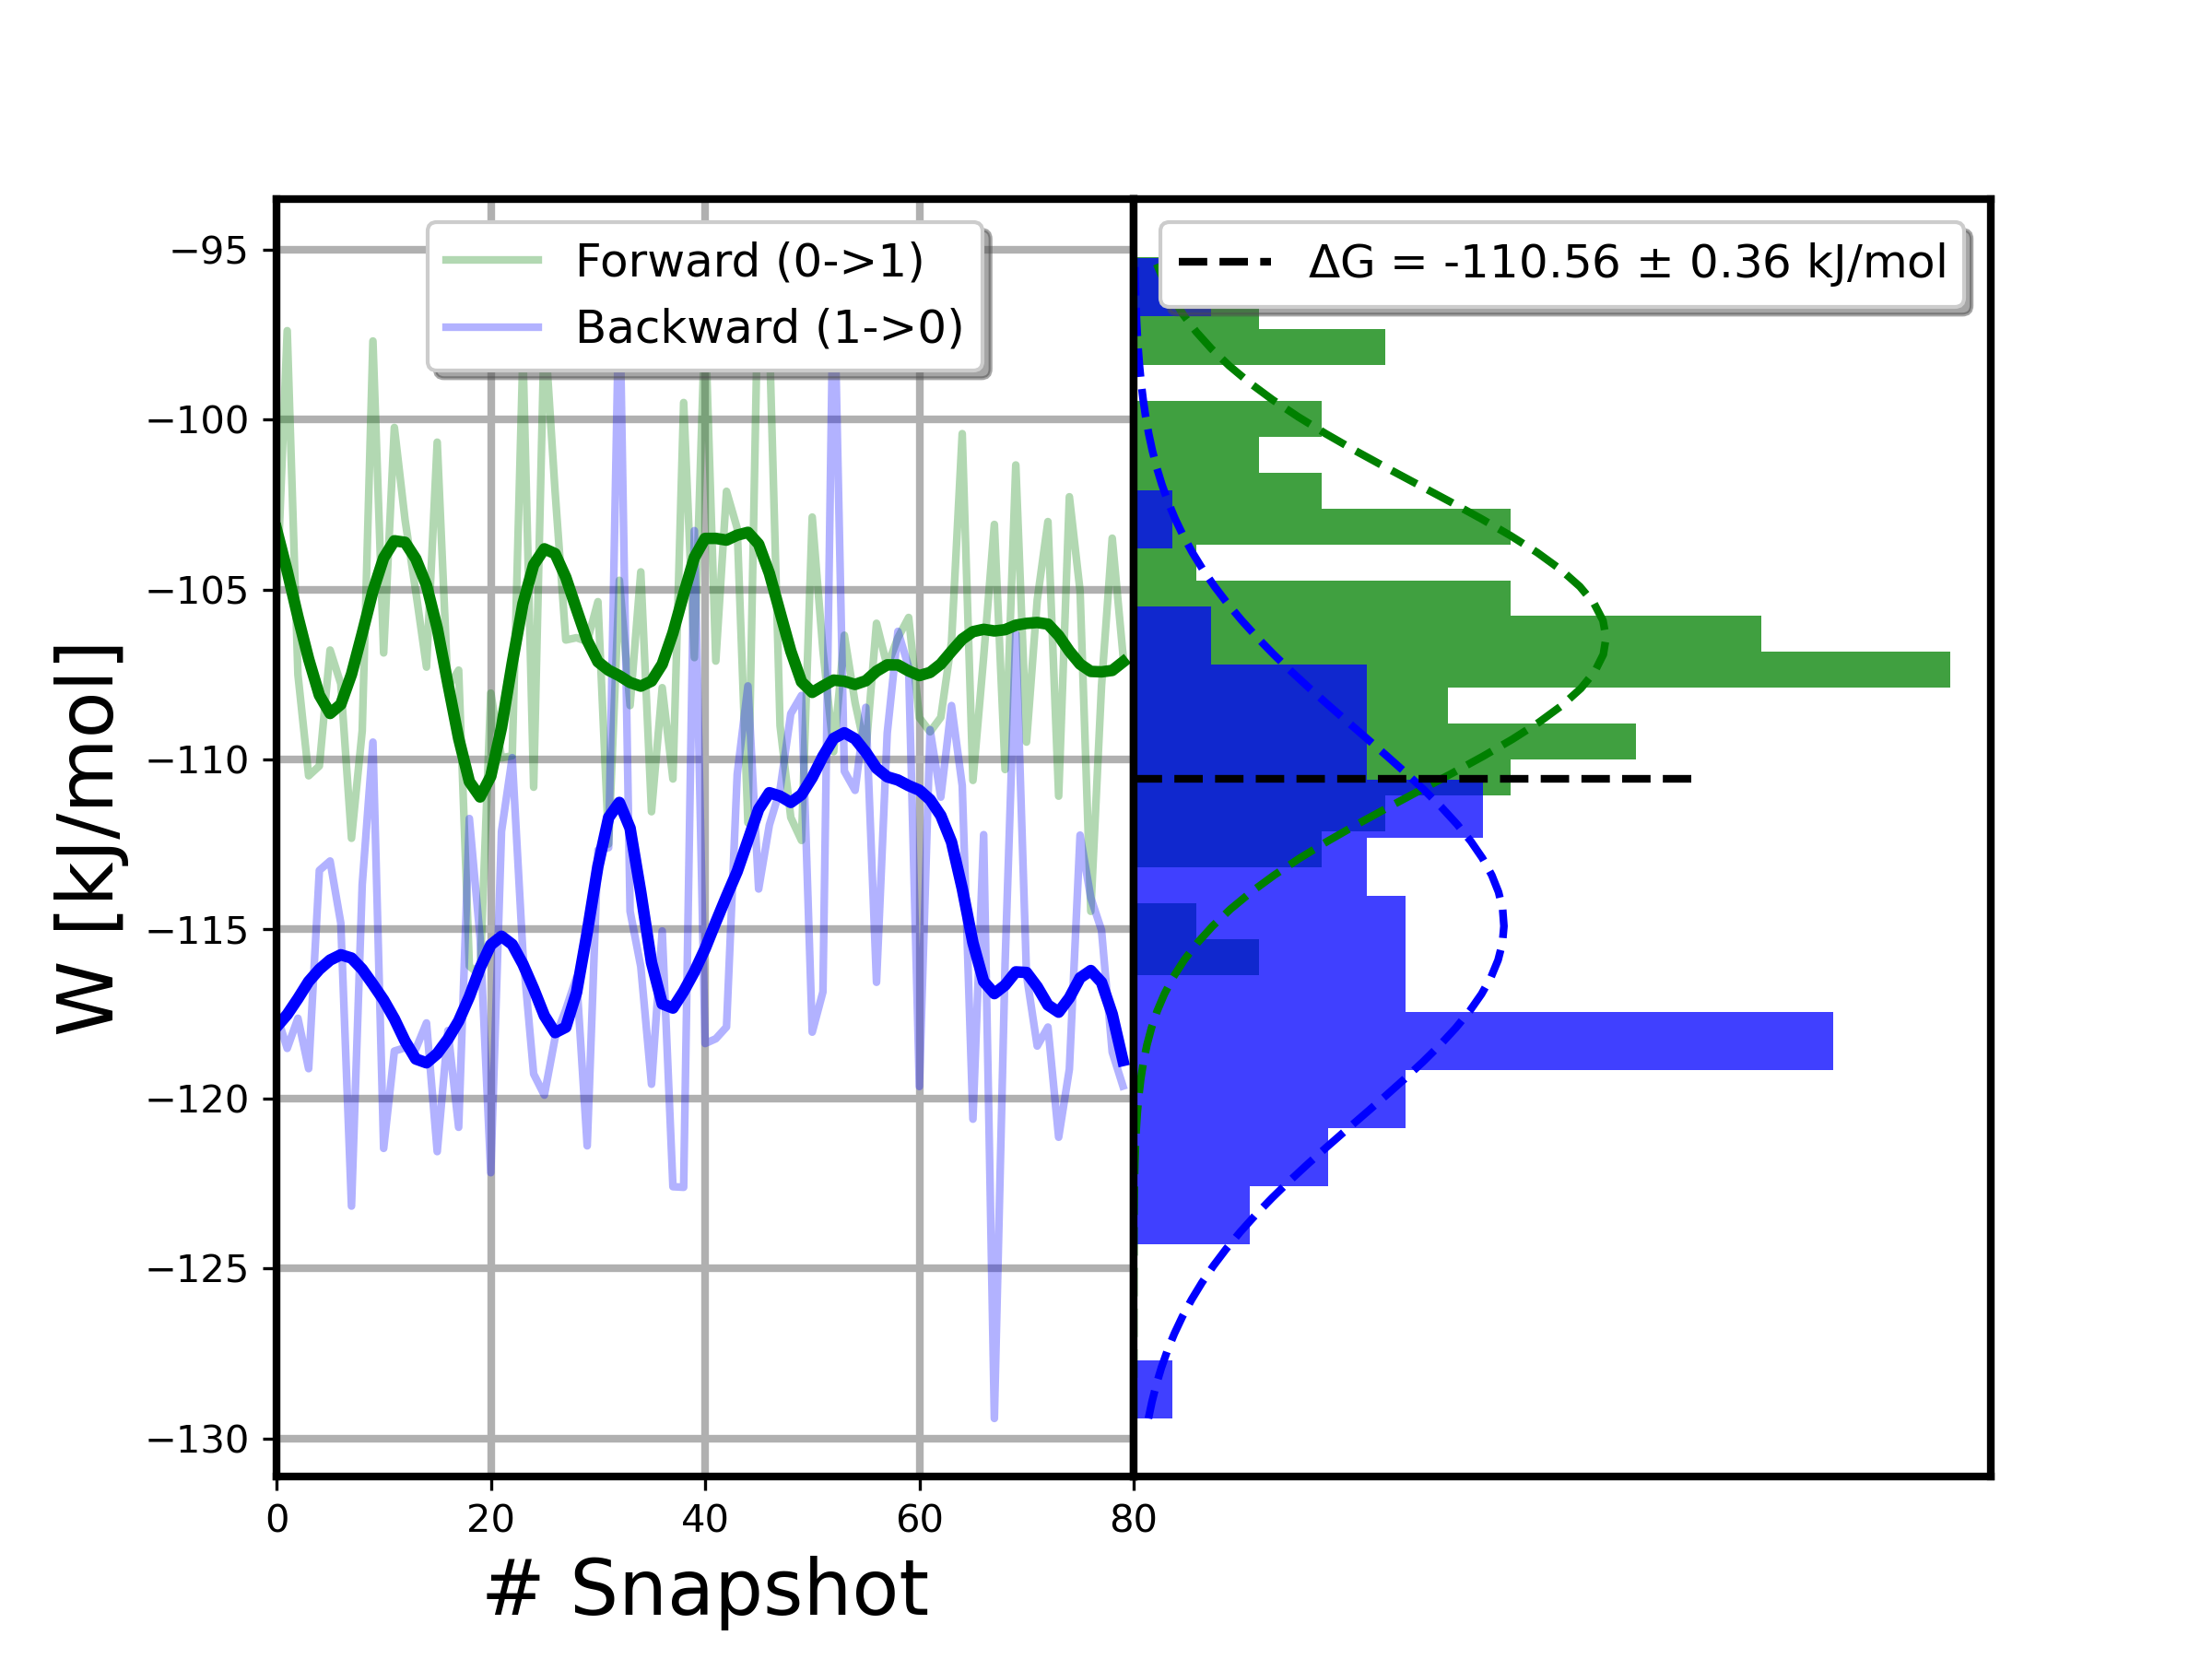 W [kJ/mol]
−95
−100
−105
−110
−115
−120
−125
−130
Forward (0->1)
Backward (1->0)
ΔG = -110.56 ± 0.36 kJ/mol
0 20 40 60 80
# Snapshot